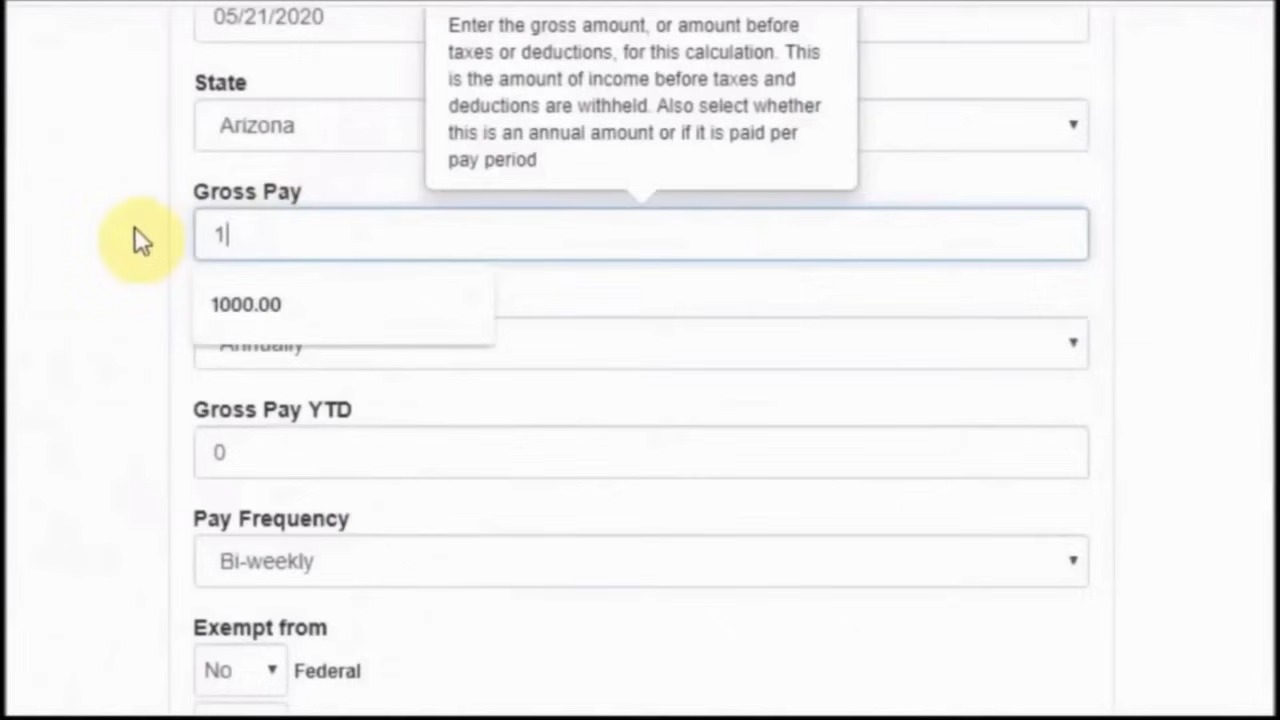 05/21/2020
Enter the gross amount, or amount before
taxes or deductions, for this calculation. This
is the amount of income before taxes and
deductions are withheld. Also select whether
this is an annual amount or if it is paid per
pay period
State
Arizona
Gross Pay
1
1000.00
Annually
Gross Pay YTD
0
Pay Frequency
Bi-weekly
Exempt from
No Federal